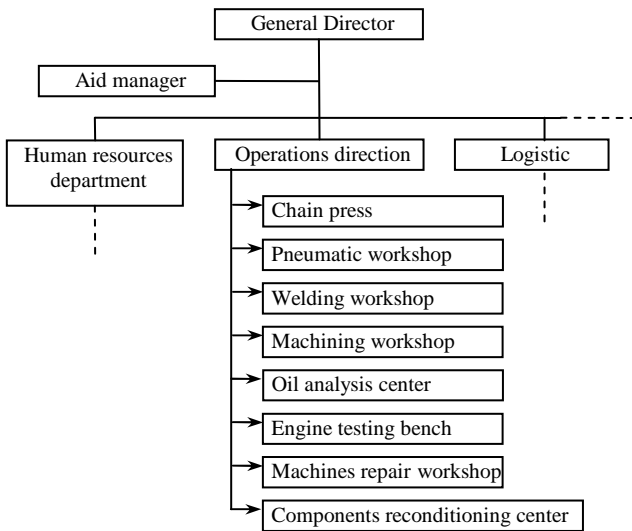 General Director
Aid manager
Human resources
department
Operations direction
Logistic
Chain press
Pneumatic workshop
Welding workshop
Machining workshop
Oil analysis center
Engine testing bench
Machines repair workshop
Components reconditioning center